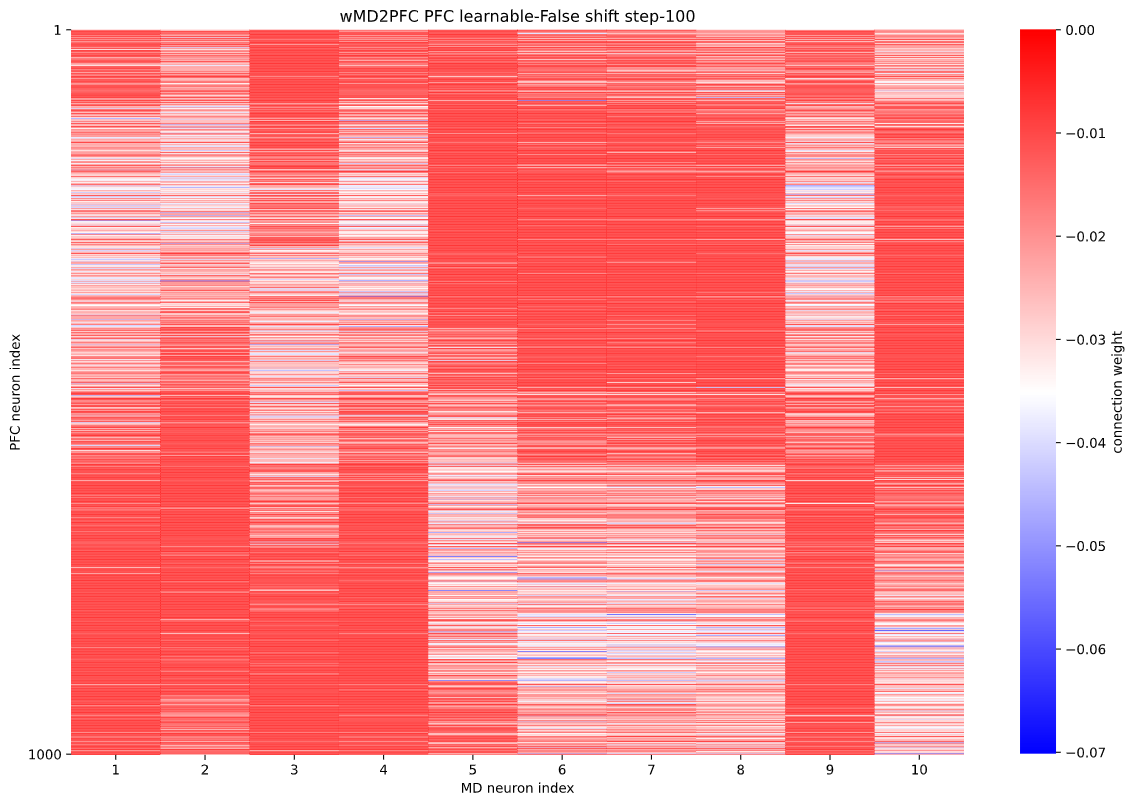 wMD2PFC PFC learnable-False shift step-100
1
1000
PFC neuron index
1 2 3 4 5 6 7 8 9 10
MD neuron index
0.00
−0.01
−0.02
−0.03
−0.04
−0.05
−0.06
−0.07
connection weight